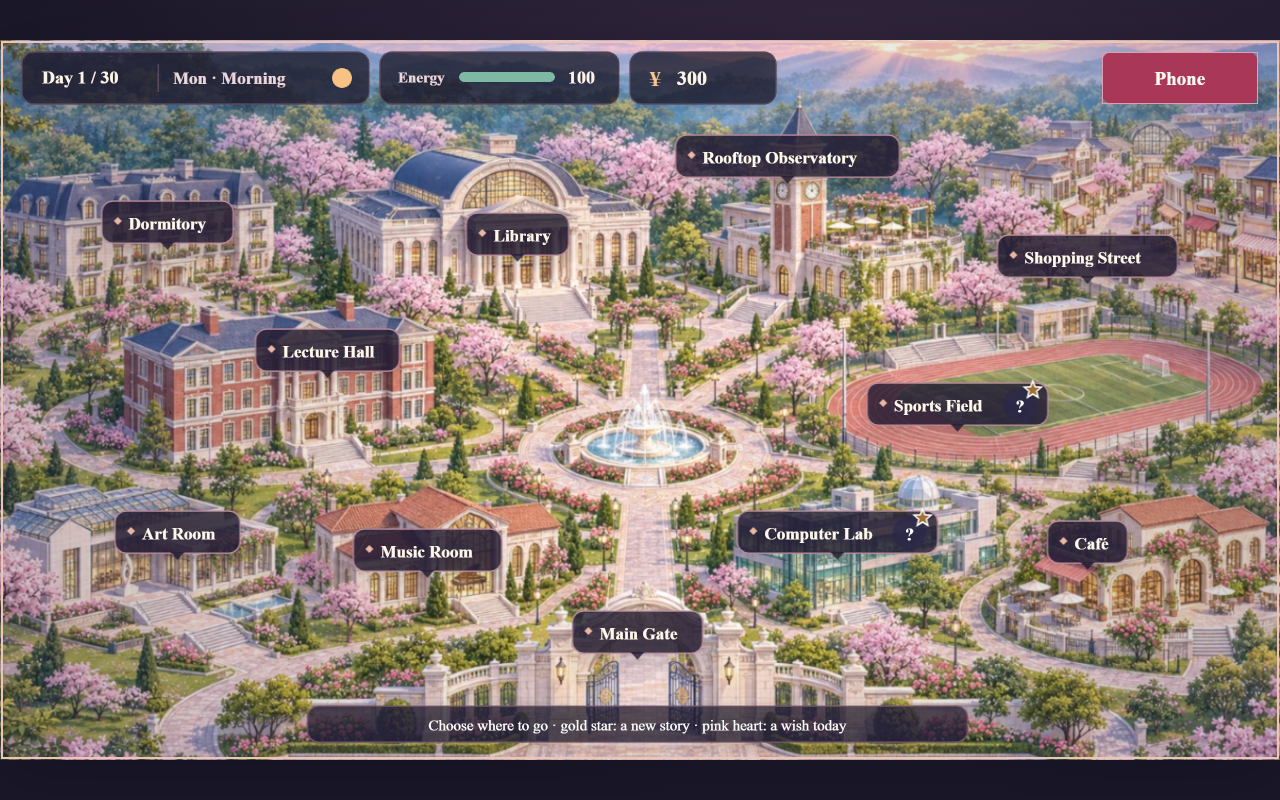 Day 1 / 30
Mon · Morning
Energy
100
¥ 300
Phone
Rooftop Observatory
Dormitory
Library
Shopping Street
Lecture Hall
Sports Field ?
Art Room
Music Room
Computer Lab ?
Café
Main Gate
Choose where to go · gold star: a new story · pink heart: a wish today